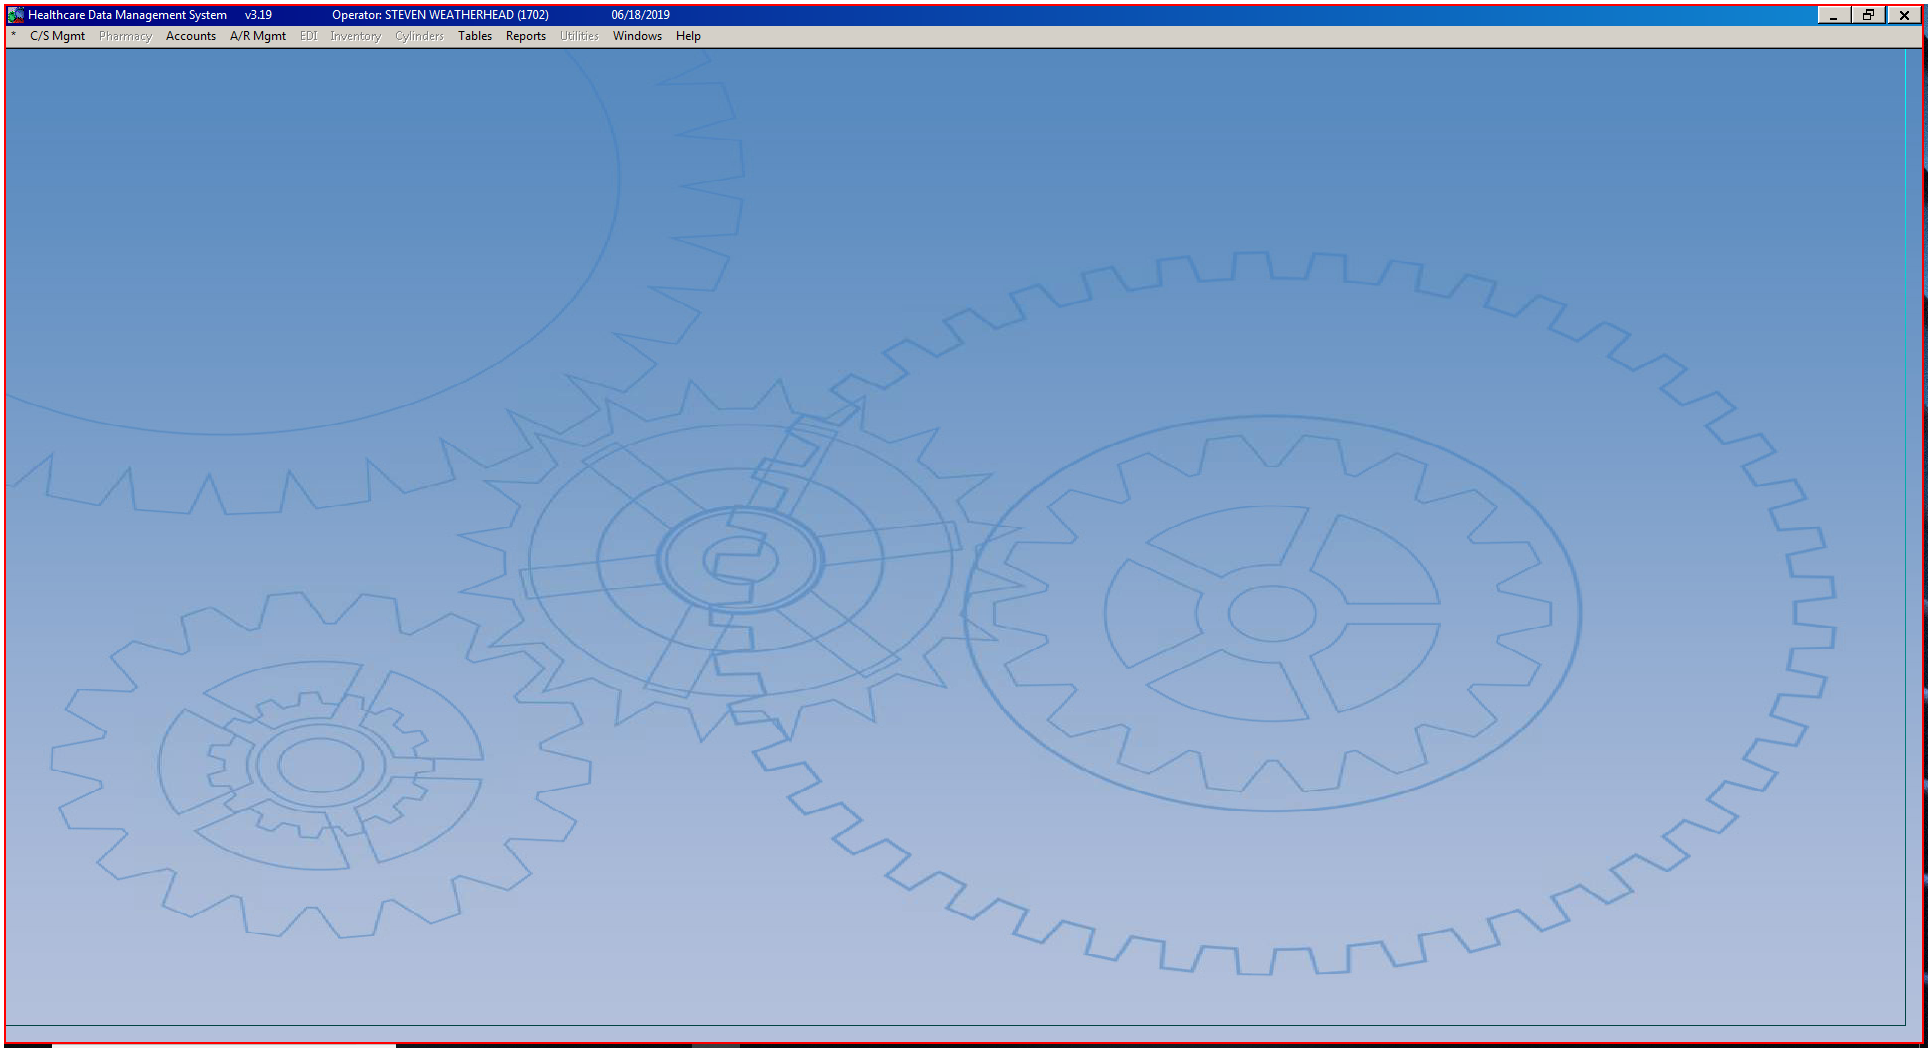 Healthcare Data Management System v3.19 Operator: STEVEN WEATHERHEAD (1702) 06/18/2019
* C/S Mgmt Pharmacy Accounts A/R Mgmt EDI Inventory Cylinders Tables Reports Utilities Windows Help